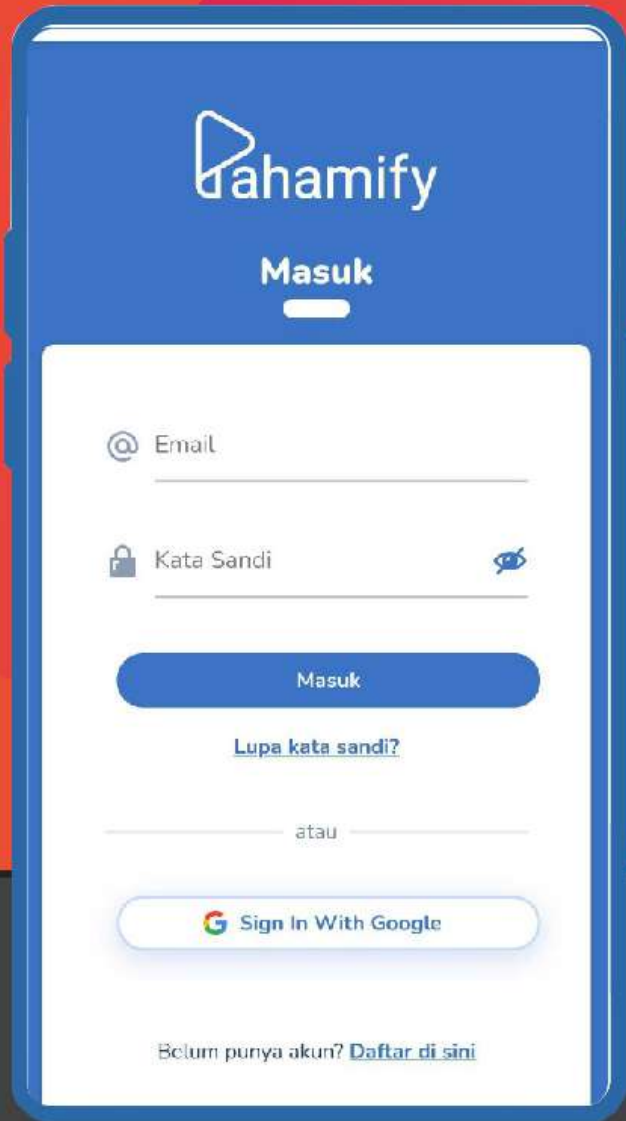 Pahamify
Masuk
Email
Kata Sandi
Masuk
Lupa kata sandi?
atau
Sign In With Google
Belum punya akun? Daftar di sini